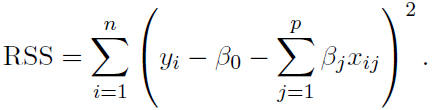 RSS = \sum_{i=1}^{n} \left( y_i - \beta_0 - \sum_{j=1}^{p} \beta_j x_{ij} \right)^2 .